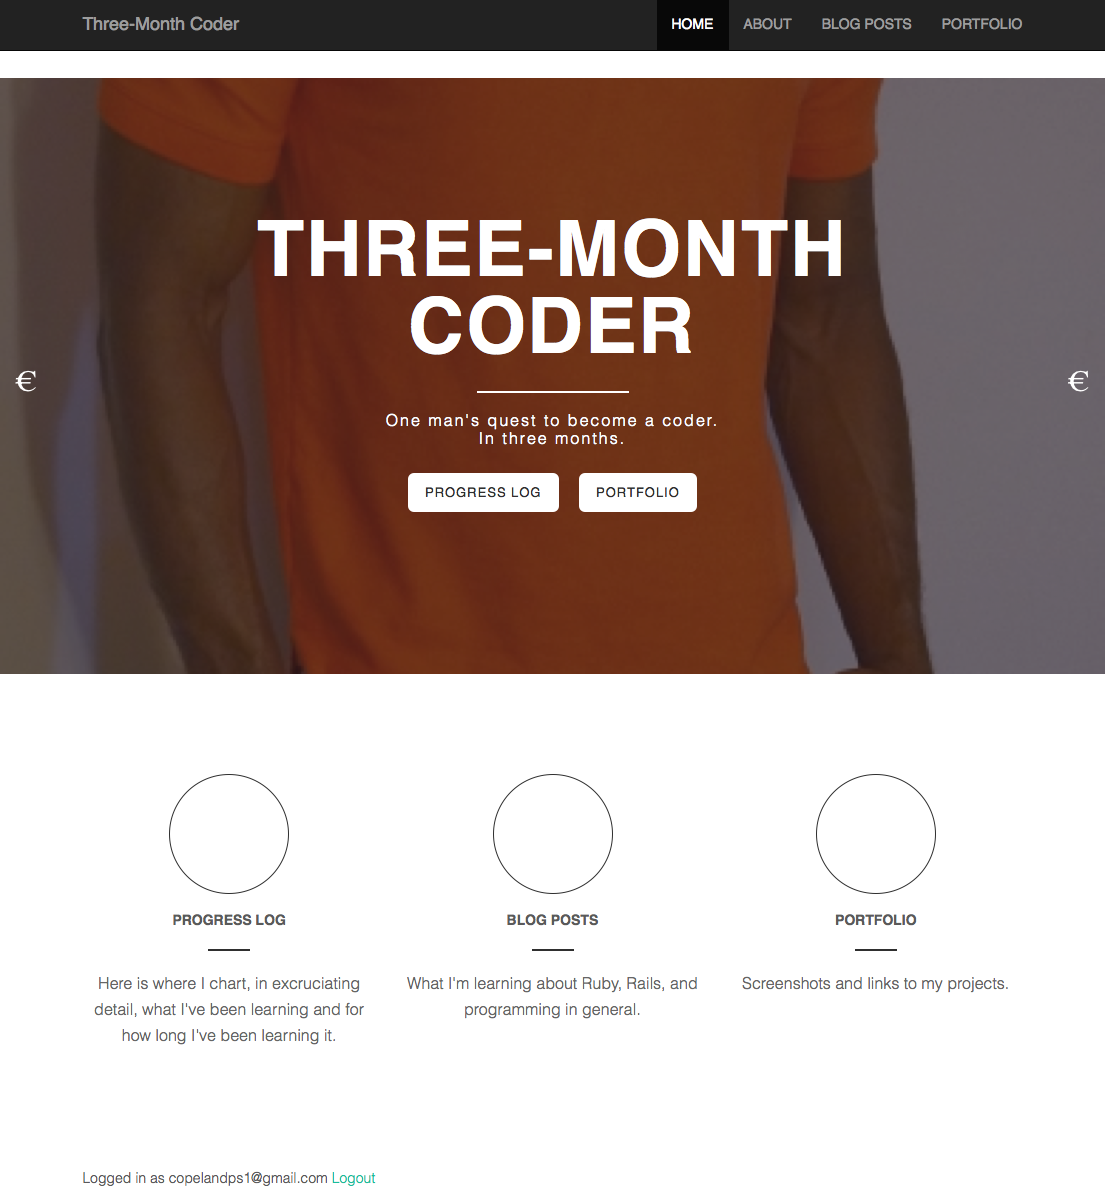 Three-Month Coder
HOME ABOUT BLOG POSTS PORTFOLIO
THREE-MONTH
CODER
€ €
One man's quest to become a coder.
In three months.
PROGRESS LOG PORTFOLIO
PROGRESS LOG
Here is where I chart, in excruciating
detail, what I've been learning and for
how long I've been learning it.
BLOG POSTS
What I'm learning about Ruby, Rails, and
programming in general.
PORTFOLIO
Screenshots and links to my projects.
Logged in as copelandps1@gmail.com Logout